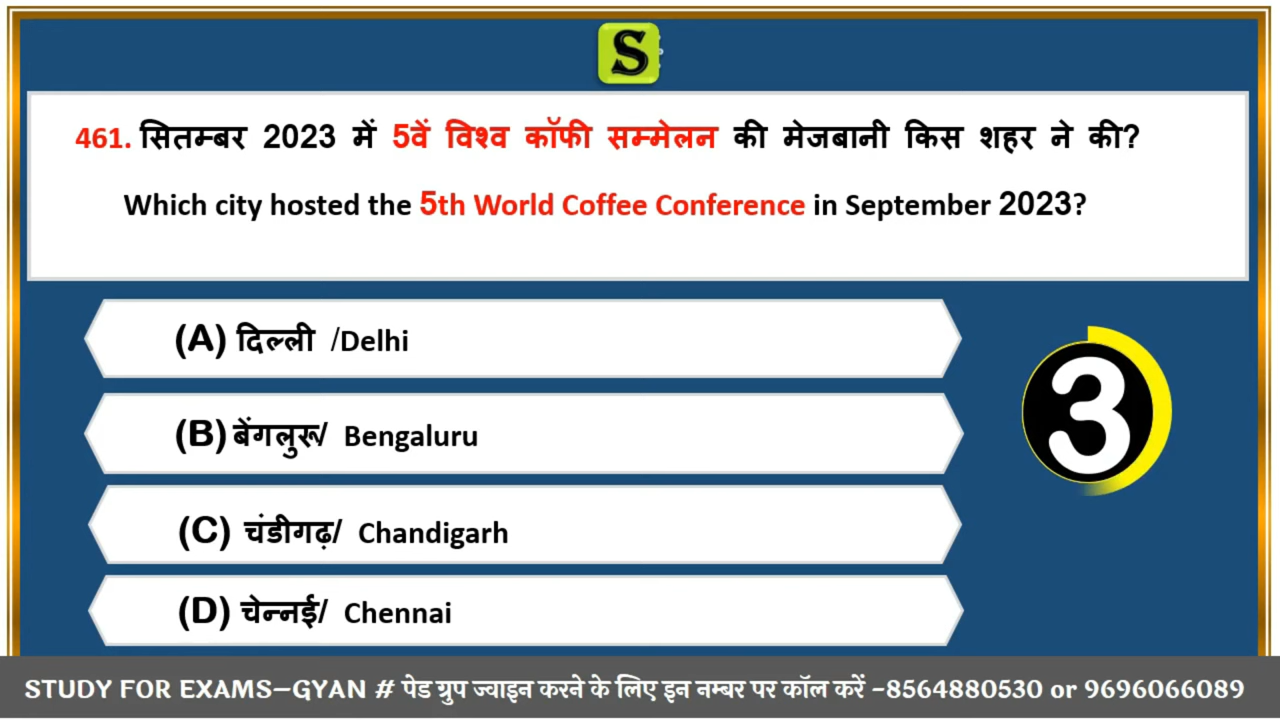 S
461. सितम्बर 2023 में 5वें विश्व कॉफी सम्मेलन की मेजबानी किस शहर ने की?
Which city hosted the 5th World Coffee Conference in September 2023?
(A) दिल्ली /Delhi
(B) बेंगलुरू/ Bengaluru
3
(C) चंडीगढ़/ Chandigarh
(D) चेन्नई/ Chennai
STUDY FOR EXAMS–GYAN # पेड ग्रुप ज्वाइन करने के लिए इन नम्बर पर कॉल करें -8564880530 or 9696066089